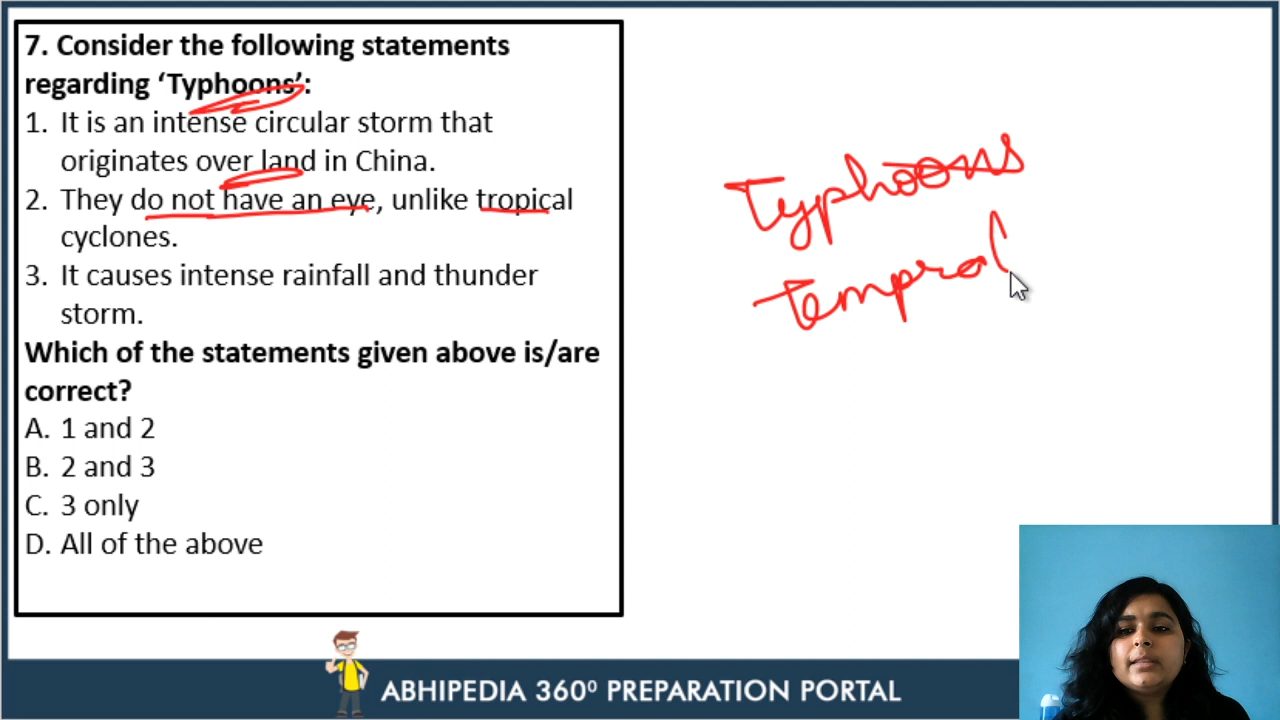 7. Consider the following statements
regarding ‘Typhoons’:
1. It is an intense circular storm that
originates over land in China.
2. They do not have an eye, unlike tropical
cyclones.
3. It causes intense rainfall and thunder
storm.
Which of the statements given above is/are
correct?
A. 1 and 2
B. 2 and 3
C. 3 only
D. All of the above
Typhoons
ABHIPEDIA 360⁰ PREPARATION PORTAL